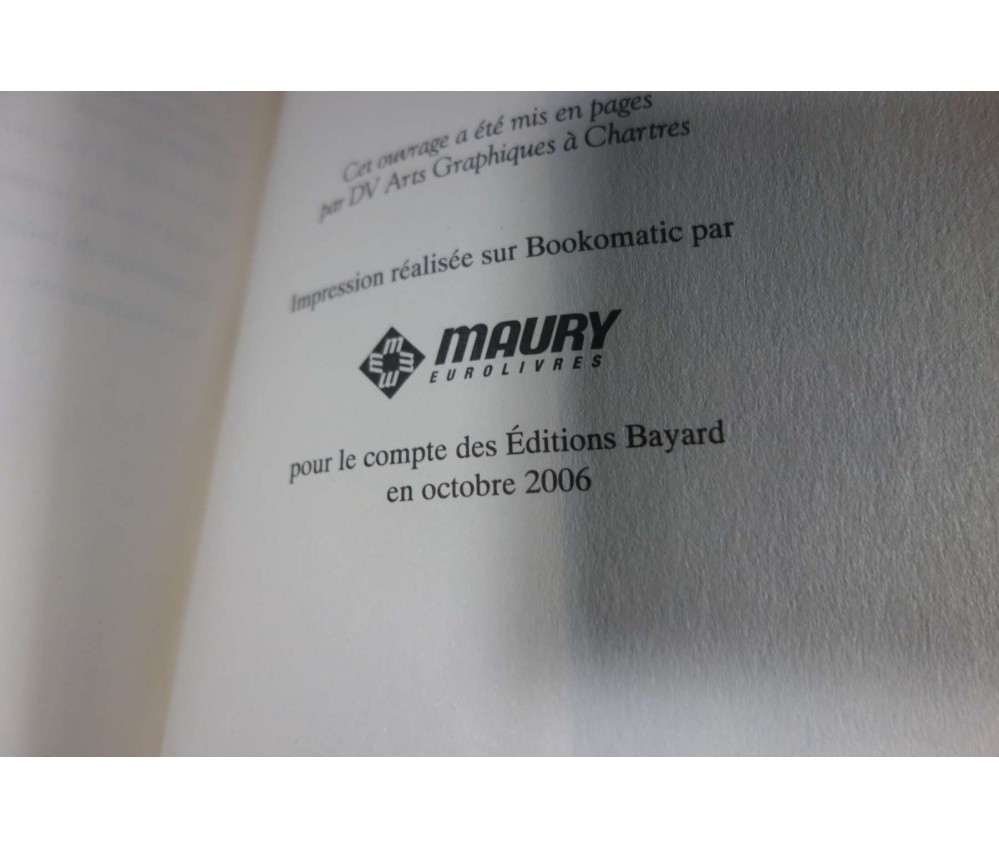 Cet ouvrage a été mis en pages
par DV Arts Graphiques à Chartres
Impression réalisée sur Bookomatic par
MAURY
EUROLIVRES
pour le compte des Éditions Bayard
en octobre 2006